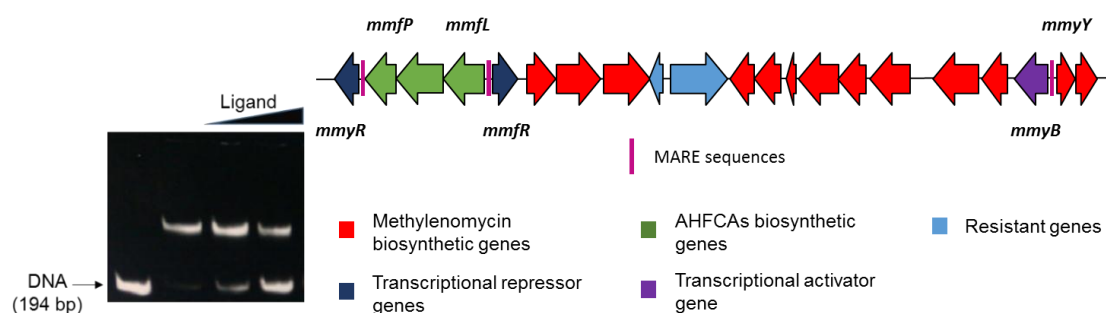 mmfP
mmfL
mmyY
Ligand
mmyR
mmfR
mmyB
MARE sequences
Methylenomycin
biosynthetic genes
AHFCAs biosynthetic
genes
Resistant genes
Transcriptional repressor
genes
Transcriptional activator
gene
DNA
(194 bp)